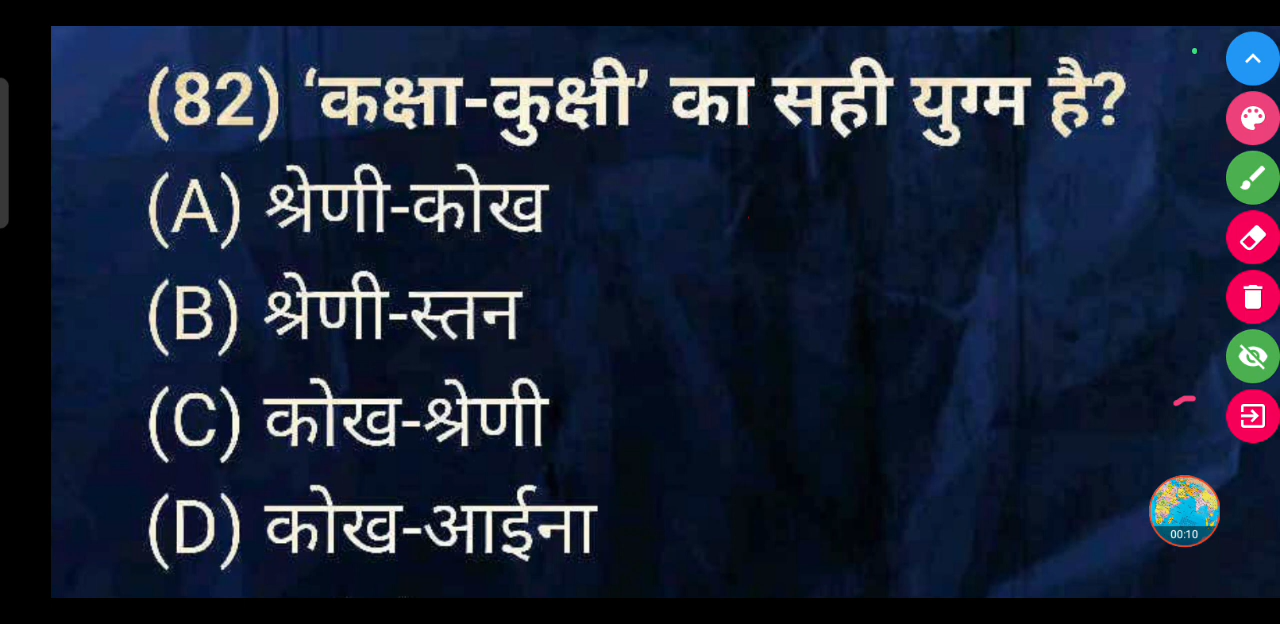 (82) ‘कक्षा-कुक्षी’ का सही युग्म है?
(A) श्रेणी-कोख
(B) श्रेणी-स्तन
(C) कोख-श्रेणी
(D) कोख-आईना
00:10